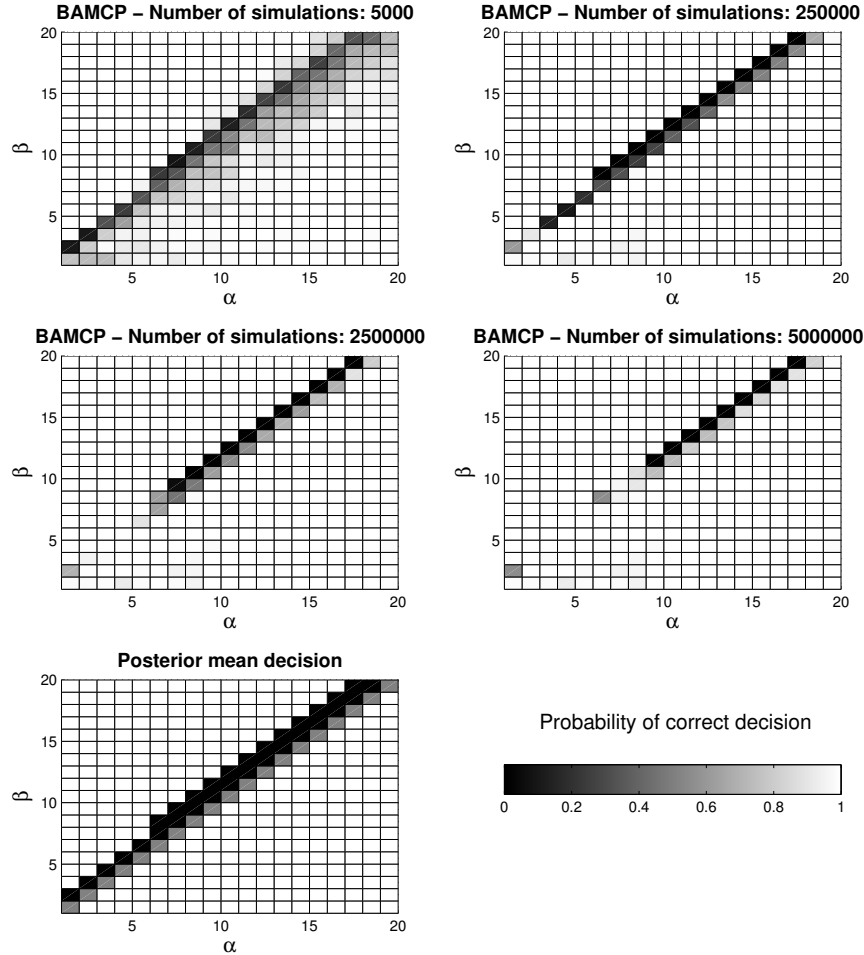 BAMCP − Number of simulations: 5000
20
15
10
5
β
5 10 15 20
α
BAMCP − Number of simulations: 250000
20
15
10
5
β
5 10 15 20
α
BAMCP − Number of simulations: 2500000
20
15
10
5
β
5 10 15 20
α
BAMCP − Number of simulations: 5000000
20
15
10
5
β
5 10 15 20
α
Posterior mean decision
20
15
10
5
β
5 10 15 20
α
Probability of correct decision
0 0.2 0.4 0.6 0.8 1